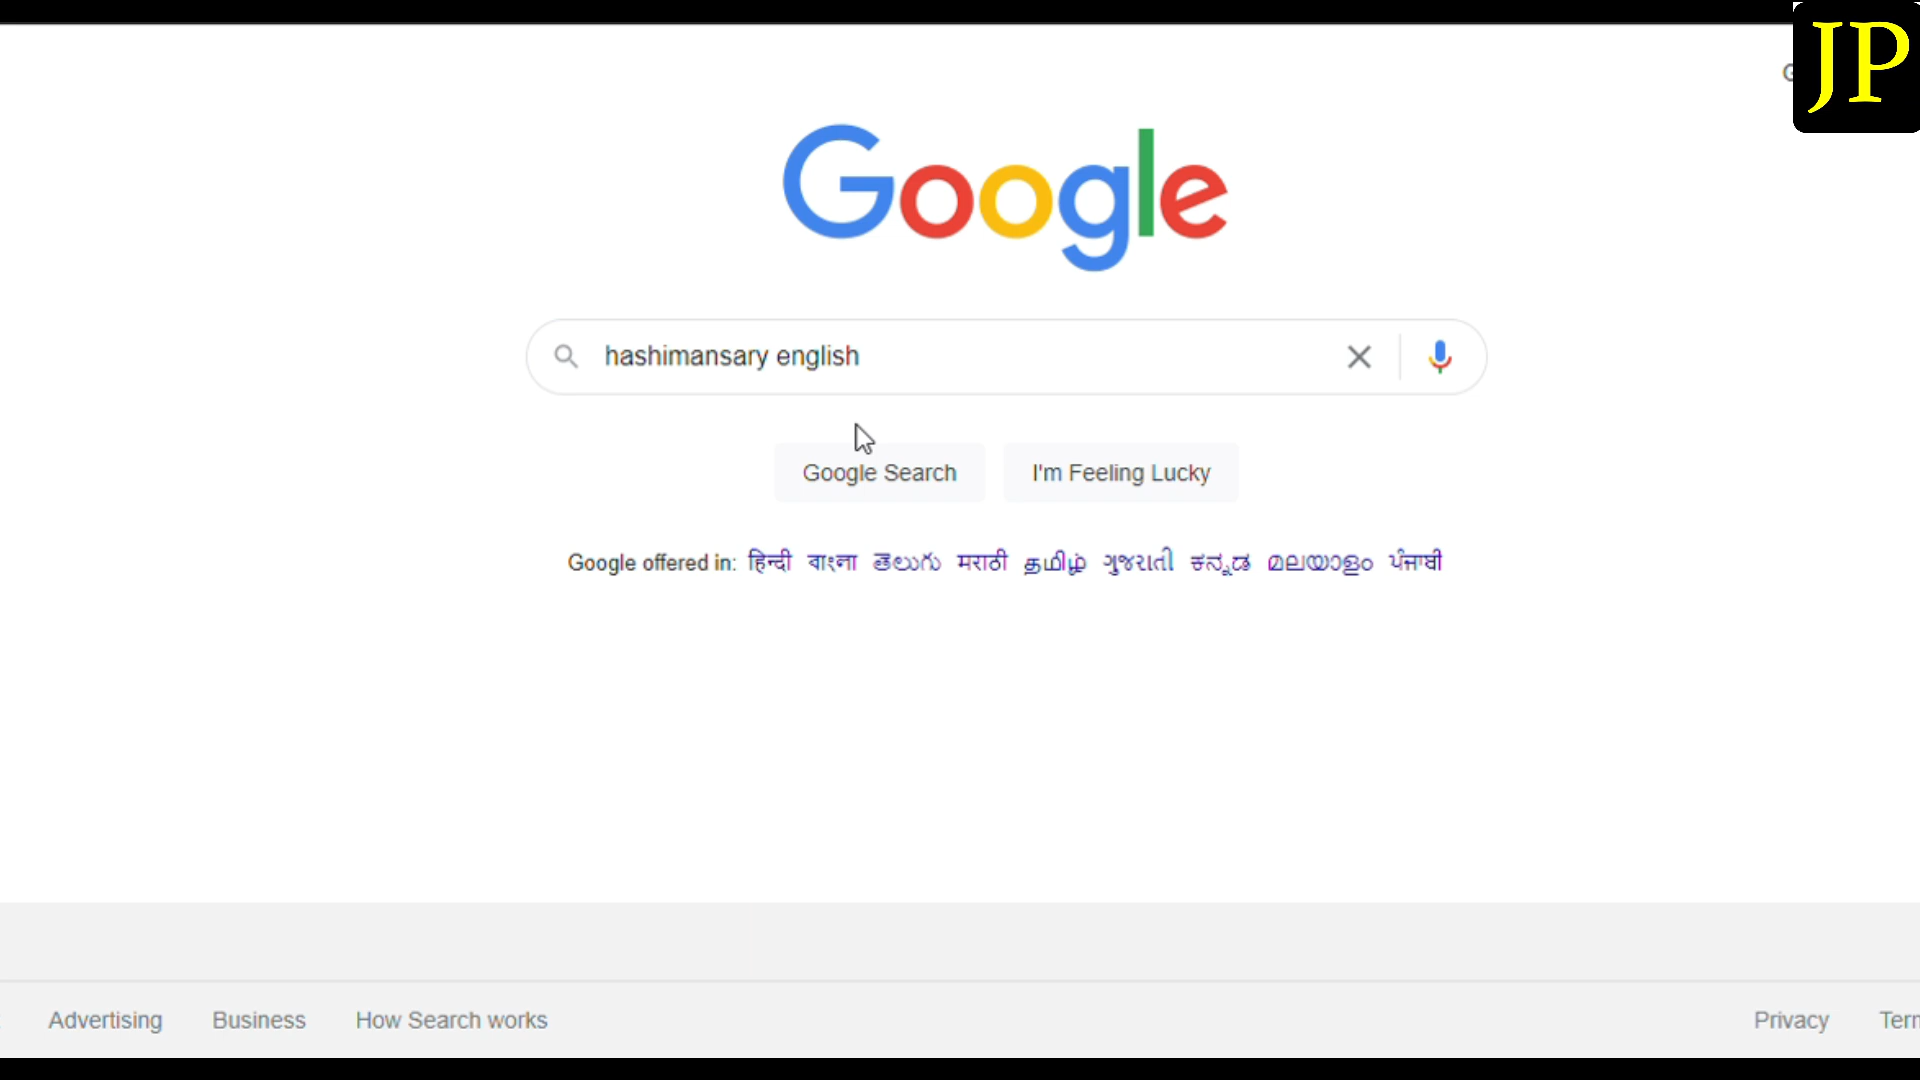 JP
Google
hashimansary english
Google Search I'm Feeling Lucky
Google offered in: हिन्दी বাংলা తెలుగు मराठी தமிழ் ગુજરાતી ಕನ್ನಡ മലയാളം ਪੰਜਾਬੀ
Advertising Business How Search works Privacy